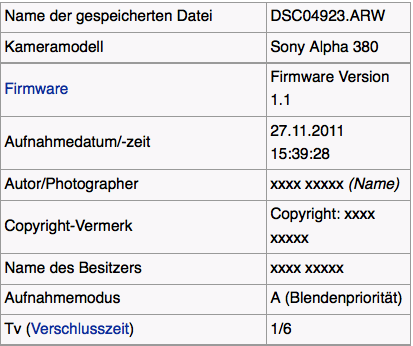 Name der gespeicherten Datei DSC04923.ARW
Kameramodell Sony Alpha 380
Firmware Firmware Version
1.1
Aufnahmedatum/-zeit 27.11.2011
15:39:28
Autor/Photographer xxxx xxxxx (Name)
Copyright-Vermerk Copyright: xxxx
xxxxx
Name des Besitzers xxxx xxxxx
Aufnahmemodus A (Blendenpriorität)
Tv (Verschlusszeit) 1/6